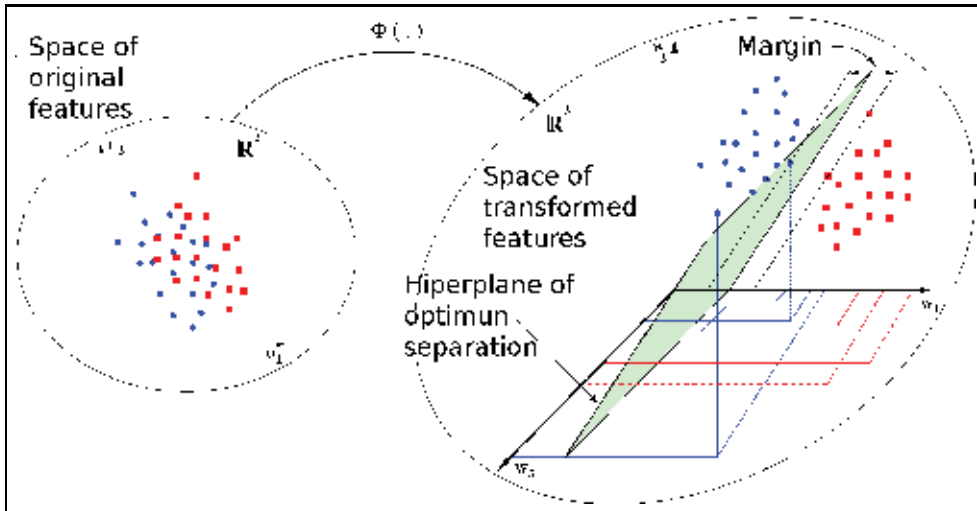 Space of
original
features
Φ(.)
ℝ
Margin
ℝ
Space of
transformed
features
Hiperplane of
optimun
separation